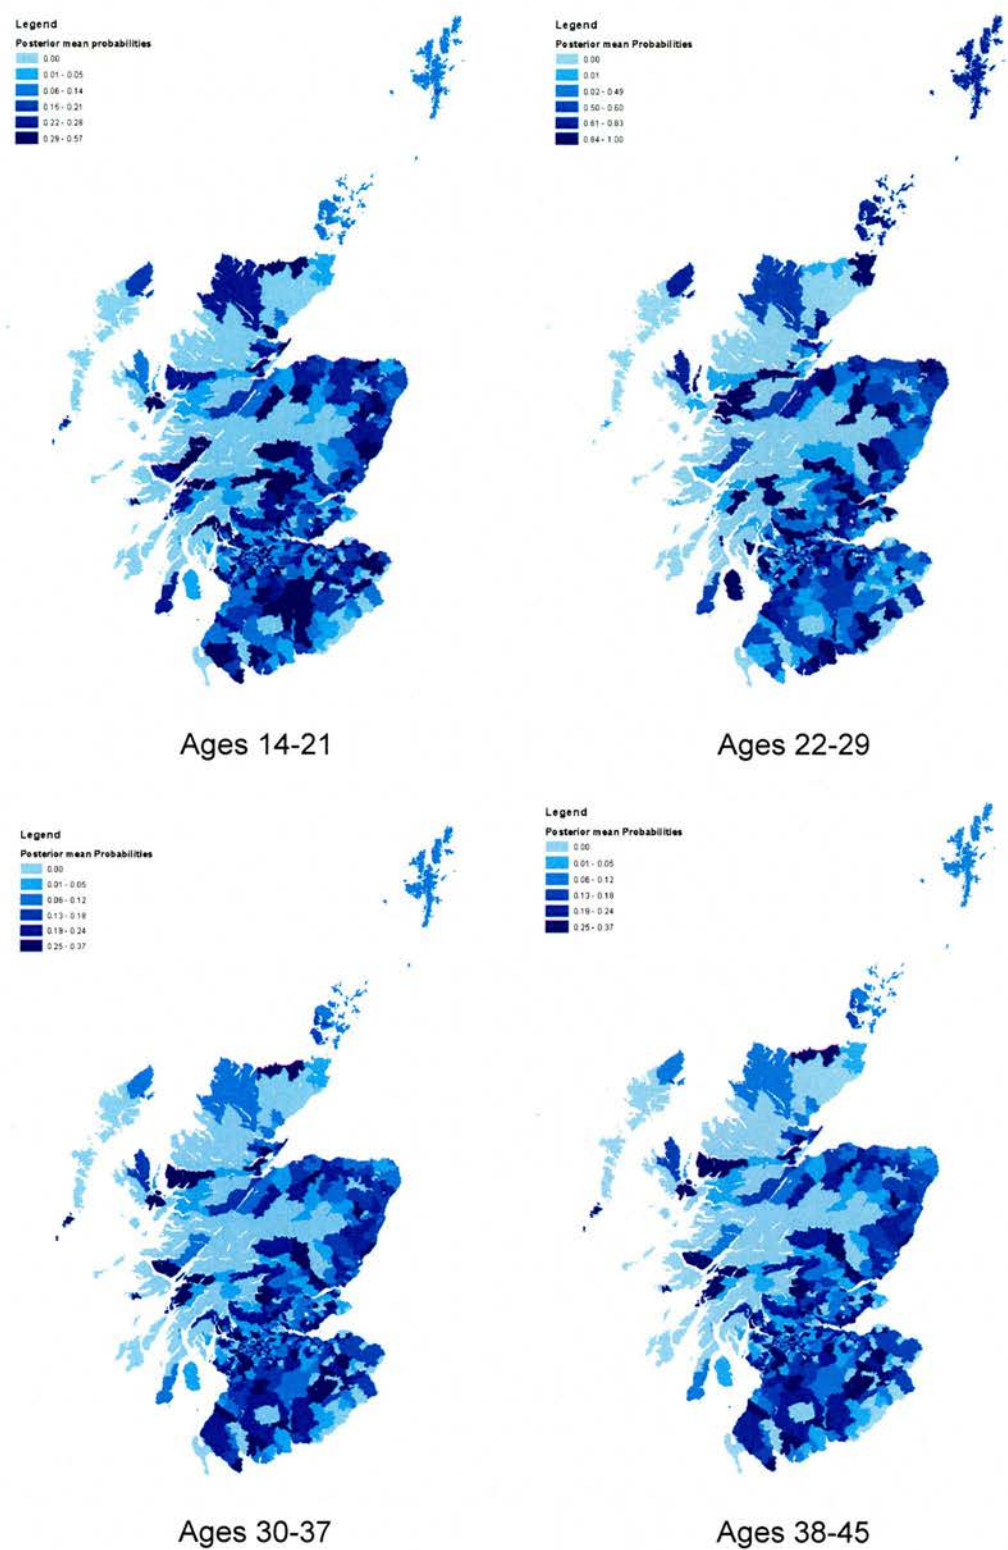 Legend
Posterior mean probabilities
0.00
0.01 - 0.05
0.06 - 0.14
0.15 - 0.21
0.22 - 0.28
0.29 - 0.57
Ages 14-21
Legend
Posterior mean Probabilities
0.00
0.01
0.02 - 0.49
0.50 - 0.60
0.61 - 0.83
0.84 - 1.00
Ages 22-29
Legend
Posterior mean Probabilities
0.00
0.01 - 0.05
0.06 - 0.12
0.13 - 0.18
0.19 - 0.24
0.25 - 0.37
Ages 30-37
Legend
Posterior mean Probabilities
0.00
0.01 - 0.05
0.06 - 0.12
0.13 - 0.18
0.19 - 0.24
0.25 - 0.37
Ages 38-45